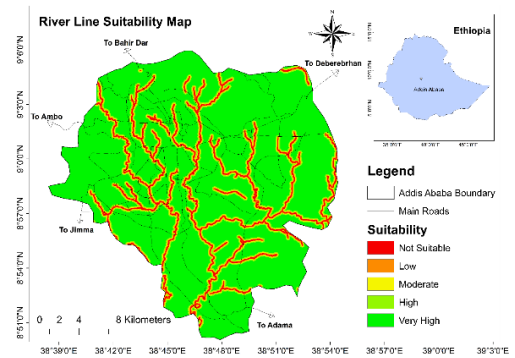 River Line Suitability Map
Ethiopia
To Bahir Dar
To Deberebrhan
To Ambo
To Jimma
To Adama
Addis Ababa
Legend
Addis Ababa Boundary
Main Roads
Suitability
Not Suitable
Low
Moderate
High
Very High
0 2 4 8 Kilometers
9°6'0"N
9°3'0"N
9°0'0"N
8°57'0"N
8°54'0"N
8°51'0"N
38°39'0"E 38°42'0"E 38°45'0"E 38°48'0"E 38°51'0"E 38°54'0"E 38°57'0"E 39°0'0"E 39°3'0"E